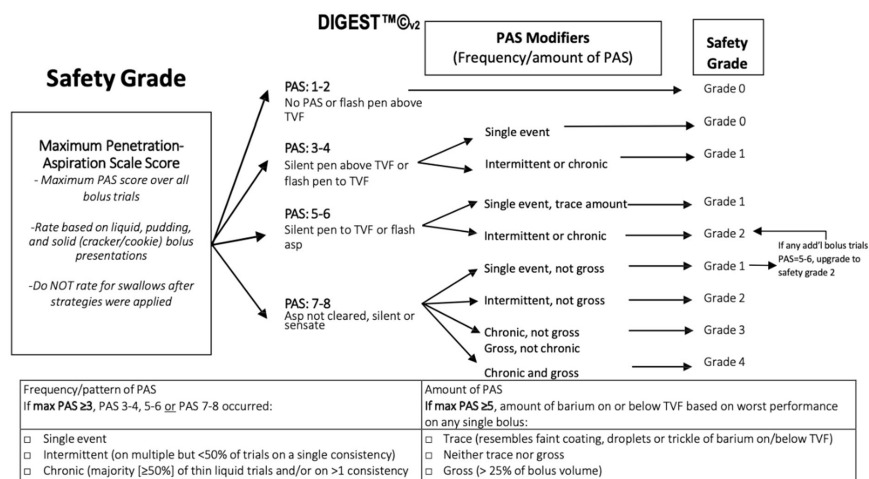 DIGEST™©v2
PAS Modifiers
(Frequency/amount of PAS)
Safety
Grade
Safety Grade
Maximum Penetration-
Aspiration Scale Score
- Maximum PAS score over all
bolus trials
-Rate based on liquid, pudding,
and solid (cracker/cookie) bolus
presentations
-Do NOT rate for swallows after
strategies were applied
PAS: 1-2
No PAS or flash pen above
TVF
Grade 0
PAS: 3-4
Silent pen above TVF or
flash pen to TVF
Single event
Grade 0
Intermittent or chronic
Grade 1
PAS: 5-6
Silent pen to TVF or flash
asp
Single event, trace amount
Grade 1
Intermittent or chronic
Grade 2
If any add'l bolus trials
PAS=5-6, upgrade to
safety grade 2
PAS: 7-8
Asp not cleared, silent or
sensate
Single event, not gross
Grade 1
Intermittent, not gross
Grade 2
Chronic, not gross
Gross, not chronic
Grade 3
Chronic and gross
Grade 4
Frequency/pattern of PAS
If max PAS ≥3, PAS 3-4, 5-6 or PAS 7-8 occurred:
□ Single event
□ Intermittent (on multiple but <50% of trials on a single consistency)
□ Chronic (majority [≥50%] of thin liquid trials and/or on >1 consistency
Amount of PAS
If max PAS ≥5, amount of barium on or below TVF based on worst performance
on any single bolus:
□ Trace (resembles faint coating, droplets or trickle of barium on/below TVF)
□ Neither trace nor gross
□ Gross (> 25% of bolus volume)